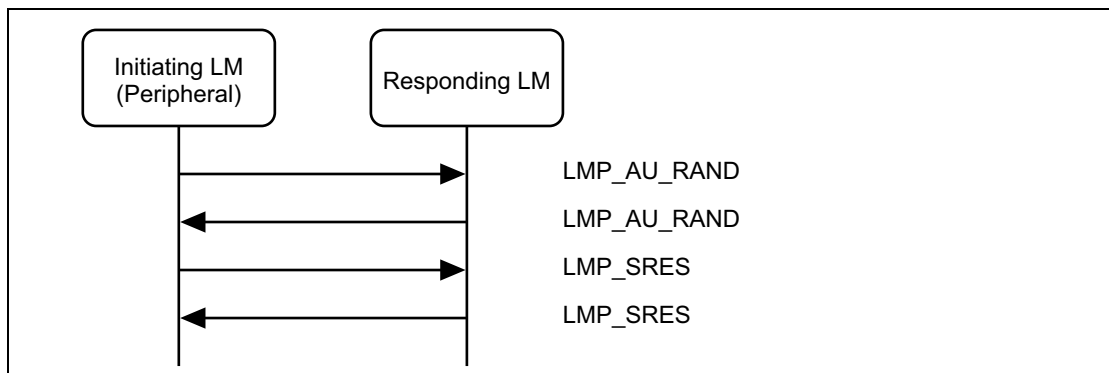 Initiating LM
(Peripheral)
Responding LM
LMP_AU_RAND
LMP_AU_RAND
LMP_SRES
LMP_SRES